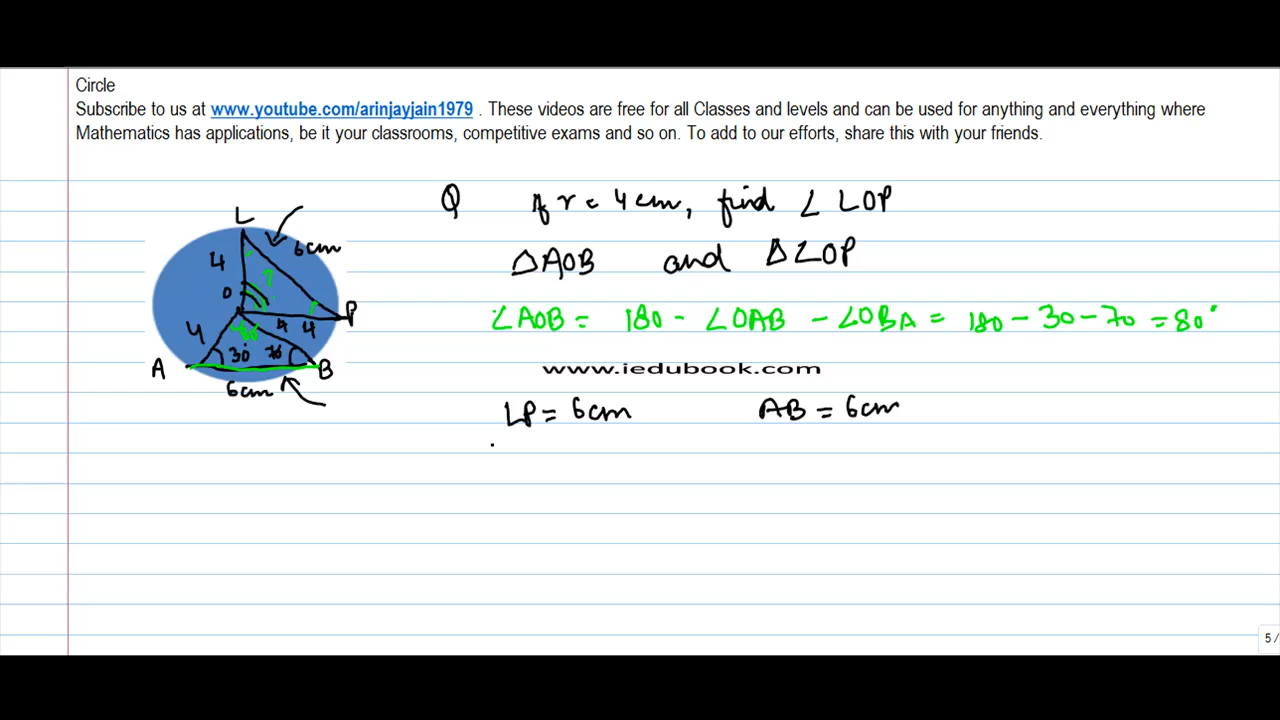 Circle
Subscribe to us at www.youtube.com/arinjayjain1979 . These videos are free for all Classes and levels and can be used for anything and everything where
Mathematics has applications, be it your classrooms, competitive exams and so on. To add to our efforts, share this with your friends.
Q If r = 4 cm, find ∠ LOP
L
6cm
4
ΔAOB and ΔLOP
?
O
P
4 4
∠AOB = 180 - ∠OAB - ∠OBA = 180 - 30 - 70 = 80°
4
80
30° 70
A B
www.iedubook.com
6cm
LP = 6cm AB = 6cm
5 /